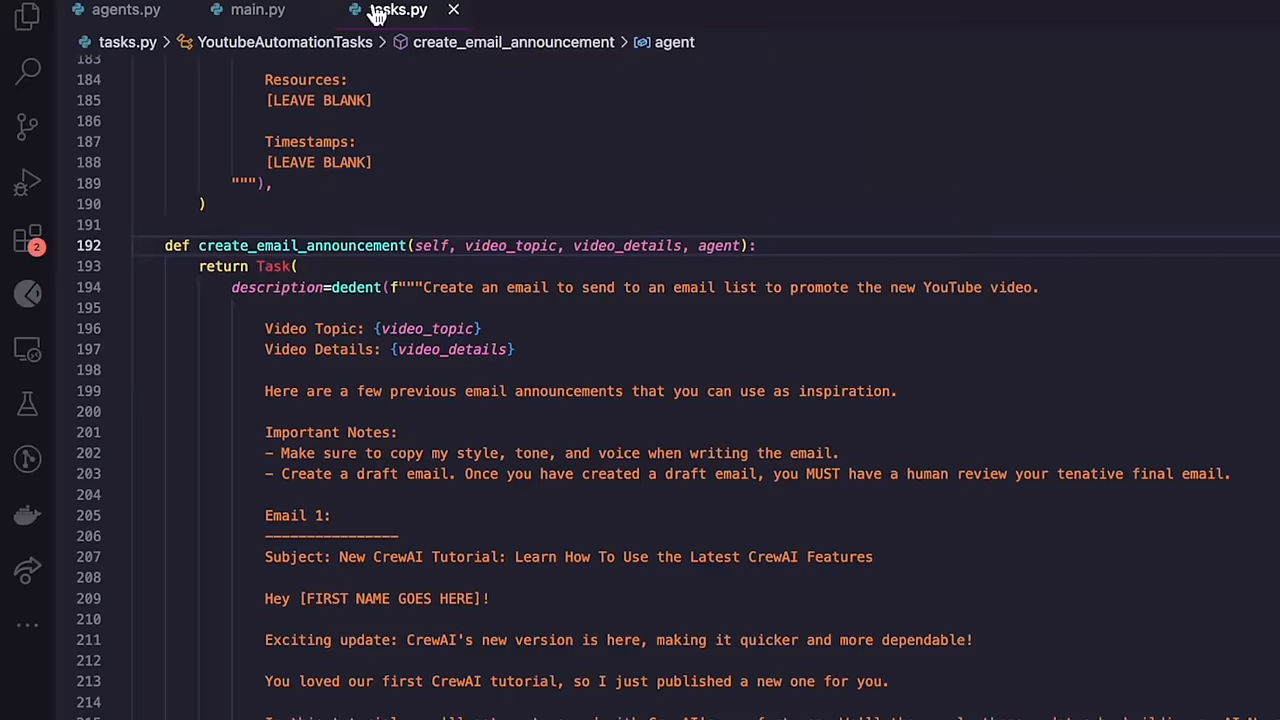 agents.py
main.py
tasks.py
tasks.py > YoutubeAutomationTasks > create_email_announcement > agent
183
184 Resources:
185 [LEAVE BLANK]
186
187 Timestamps:
188 [LEAVE BLANK]
189 """),
190 )
191
192 def create_email_announcement(self, video_topic, video_details, agent):
193 return Task(
194 description=dedent(f"""Create an email to send to an email list to promote the new YouTube video.
195
196 Video Topic: {video_topic}
197 Video Details: {video_details}
198
199 Here are a few previous email announcements that you can use as inspiration.
200
201 Important Notes:
202 - Make sure to copy my style, tone, and voice when writing the email.
203 - Create a draft email. Once you have created a draft email, you MUST have a human review your tenative final email.
204
205 Email 1:
206 ----------------
207 Subject: New CrewAI Tutorial: Learn How To Use the Latest CrewAI Features
208
209 Hey [FIRST NAME GOES HERE]!
210
211 Exciting update: CrewAI's new version is here, making it quicker and more dependable!
212
213 You loved our first CrewAI tutorial, so I just published a new one for you.
214
2